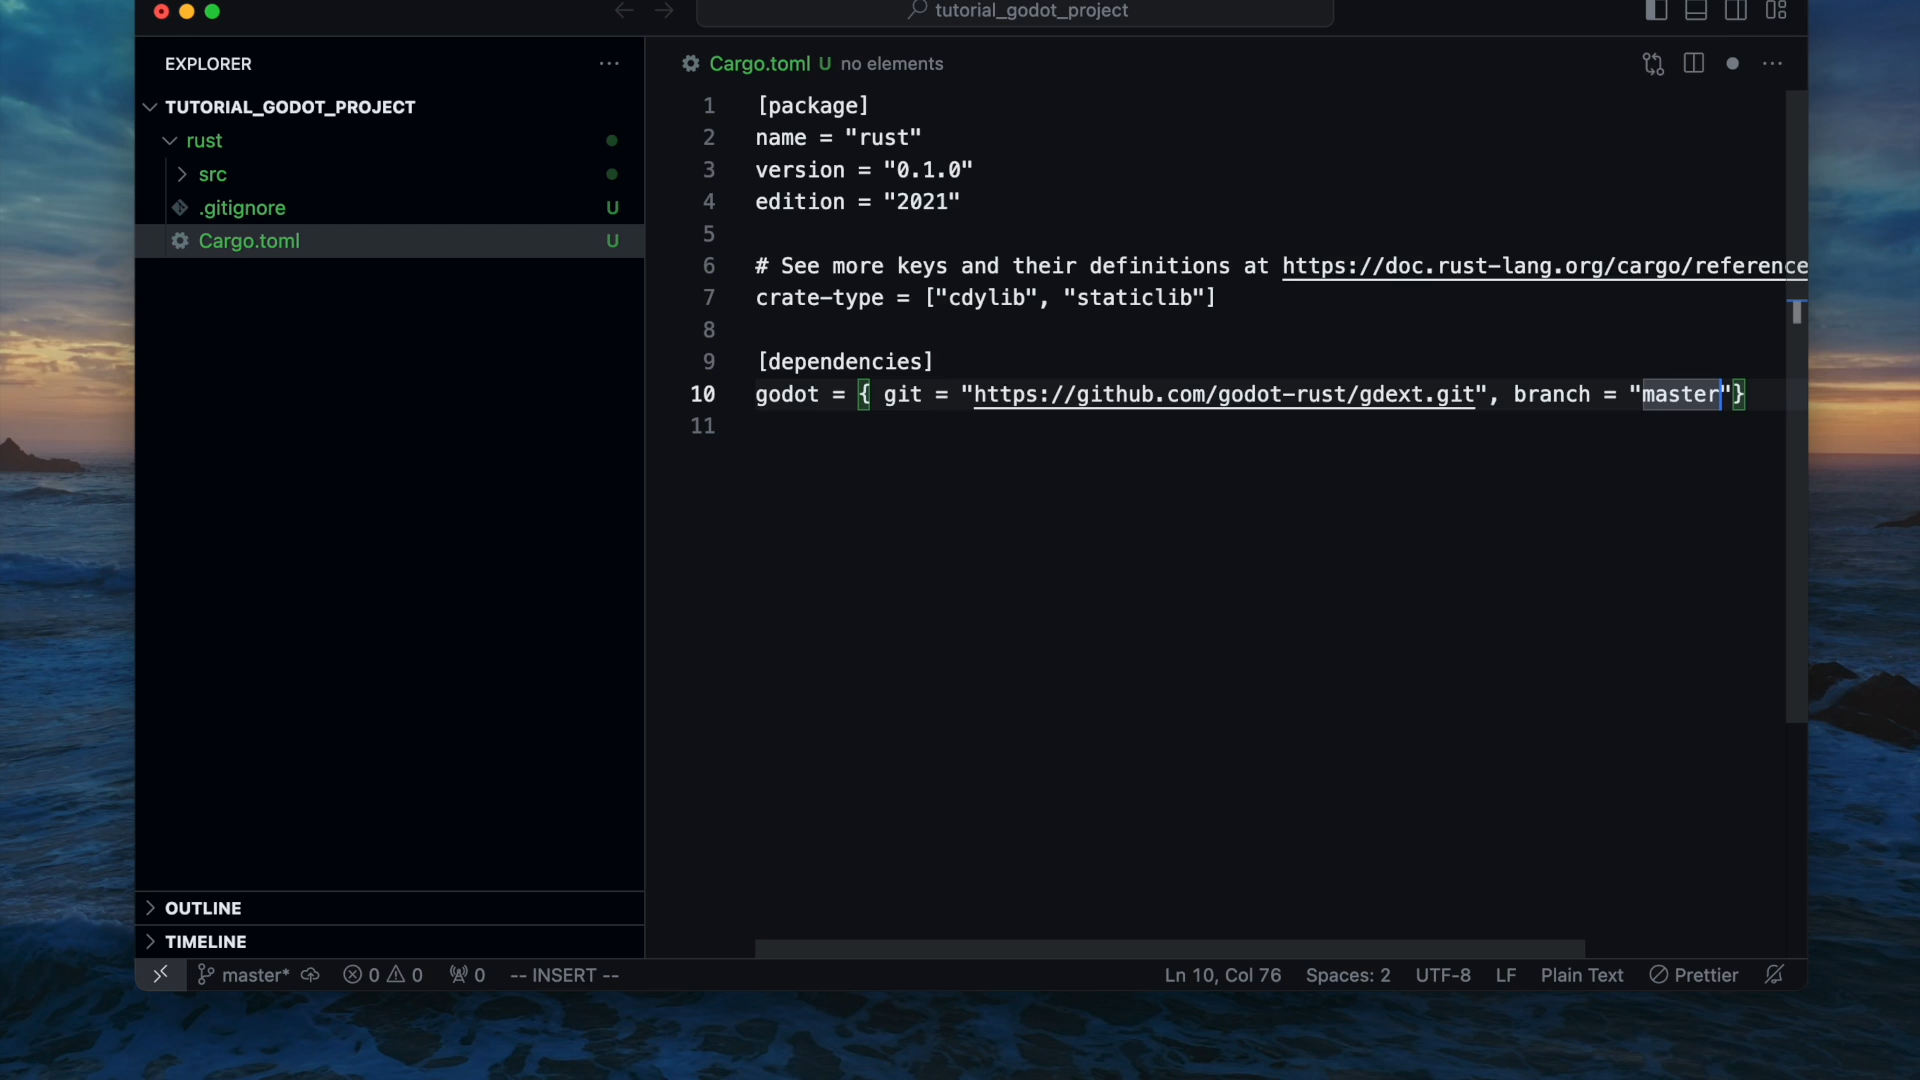 tutorial_godot_project
EXPLORER
TUTORIAL_GODOT_PROJECT
rust
src
.gitignore U
Cargo.toml U
OUTLINE
TIMELINE
Cargo.toml U no elements
1 [package]
2 name = "rust"
3 version = "0.1.0"
4 edition = "2021"
5
6 # See more keys and their definitions at https://doc.rust-lang.org/cargo/reference
7 crate-type = ["cdylib", "staticlib"]
8
9 [dependencies]
10 godot = { git = "https://github.com/godot-rust/gdext.git", branch = "master"}
11
master* 0 0 0 -- INSERT -- Ln 10, Col 76 Spaces: 2 UTF-8 LF Plain Text Prettier